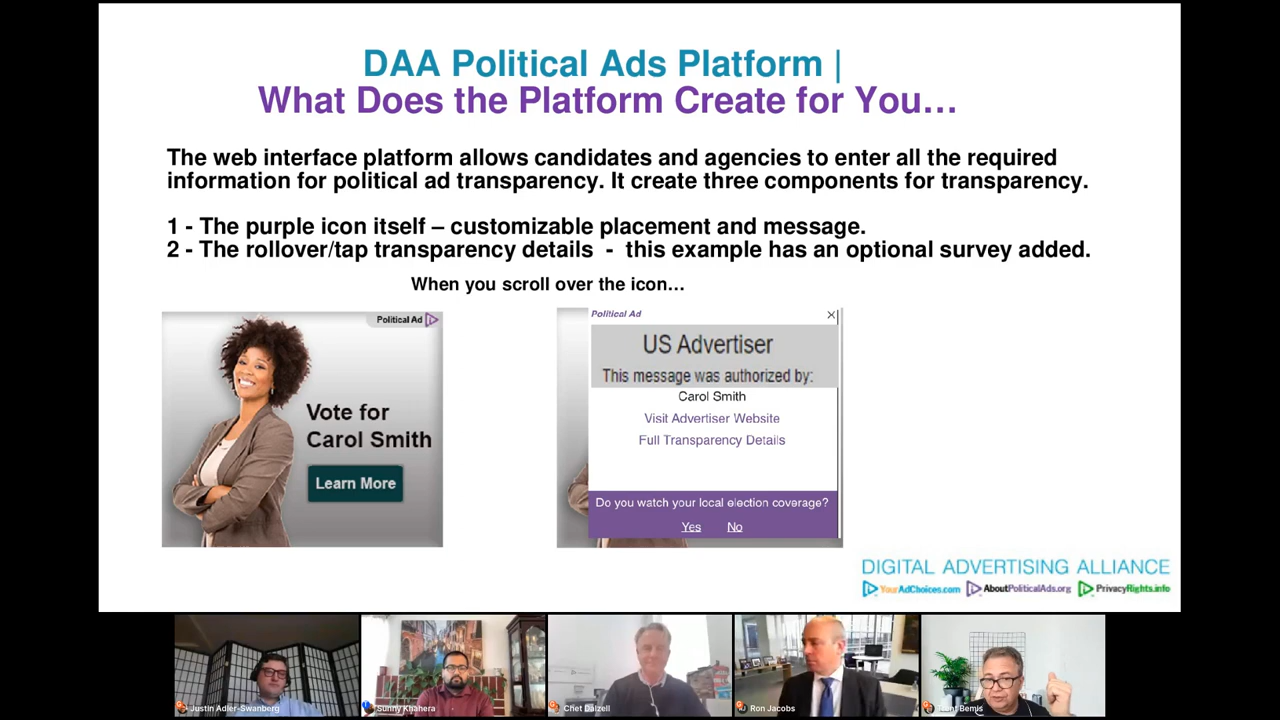 DAA Political Ads Platform |
What Does the Platform Create for You…
The web interface platform allows candidates and agencies to enter all the required
information for political ad transparency. It create three components for transparency.
1 - The purple icon itself – customizable placement and message.
2 - The rollover/tap transparency details - this example has an optional survey added.
When you scroll over the icon…
Political Ad
Vote for
Carol Smith
Learn More
Political Ad
US Advertiser
This message was authorized by:
Carol Smith
Visit Advertiser Website
Full Transparency Details
Do you watch your local election coverage?
Yes No
DIGITAL ADVERTISING ALLIANCE
YourAdChoices.com AboutPoliticalAds.org PrivacyRights.info
Justin Adler-Swanberg
Sunny Khahera
Chet Dalzell
Ron Jacobs
Bemis